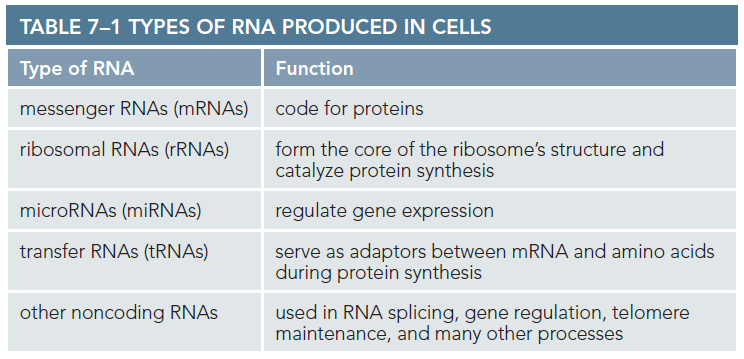 TABLE 7–1 TYPES OF RNA PRODUCED IN CELLS
Type of RNA
Function
messenger RNAs (mRNAs)
code for proteins
ribosomal RNAs (rRNAs)
form the core of the ribosome’s structure and
catalyze protein synthesis
microRNAs (miRNAs)
regulate gene expression
transfer RNAs (tRNAs)
serve as adaptors between mRNA and amino acids
during protein synthesis
other noncoding RNAs
used in RNA splicing, gene regulation, telomere
maintenance, and many other processes